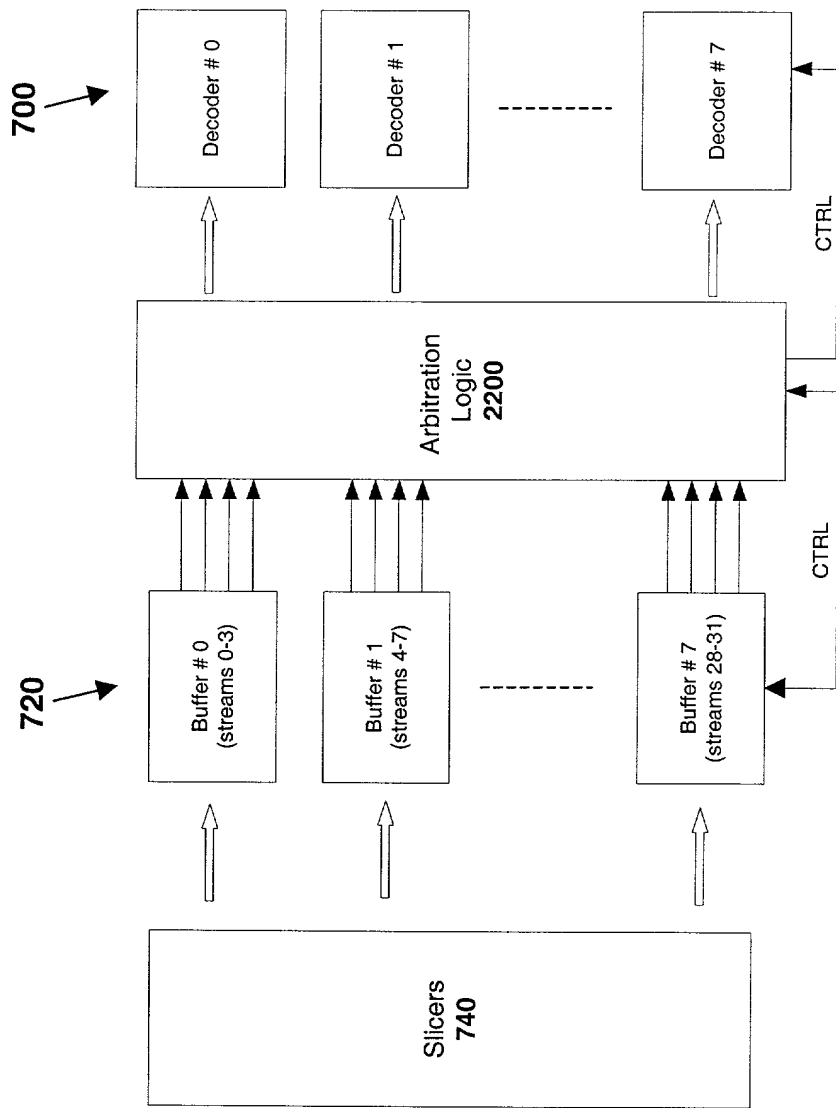 700
Decoder # 0
Decoder # 1
Decoder # 7
CTRL
Arbitration
Logic
2200
CTRL
720
Buffer # 0
(streams 0-3)
Buffer # 1
(streams 4-7)
Buffer # 7
(streams 28-31)
Slicers
740